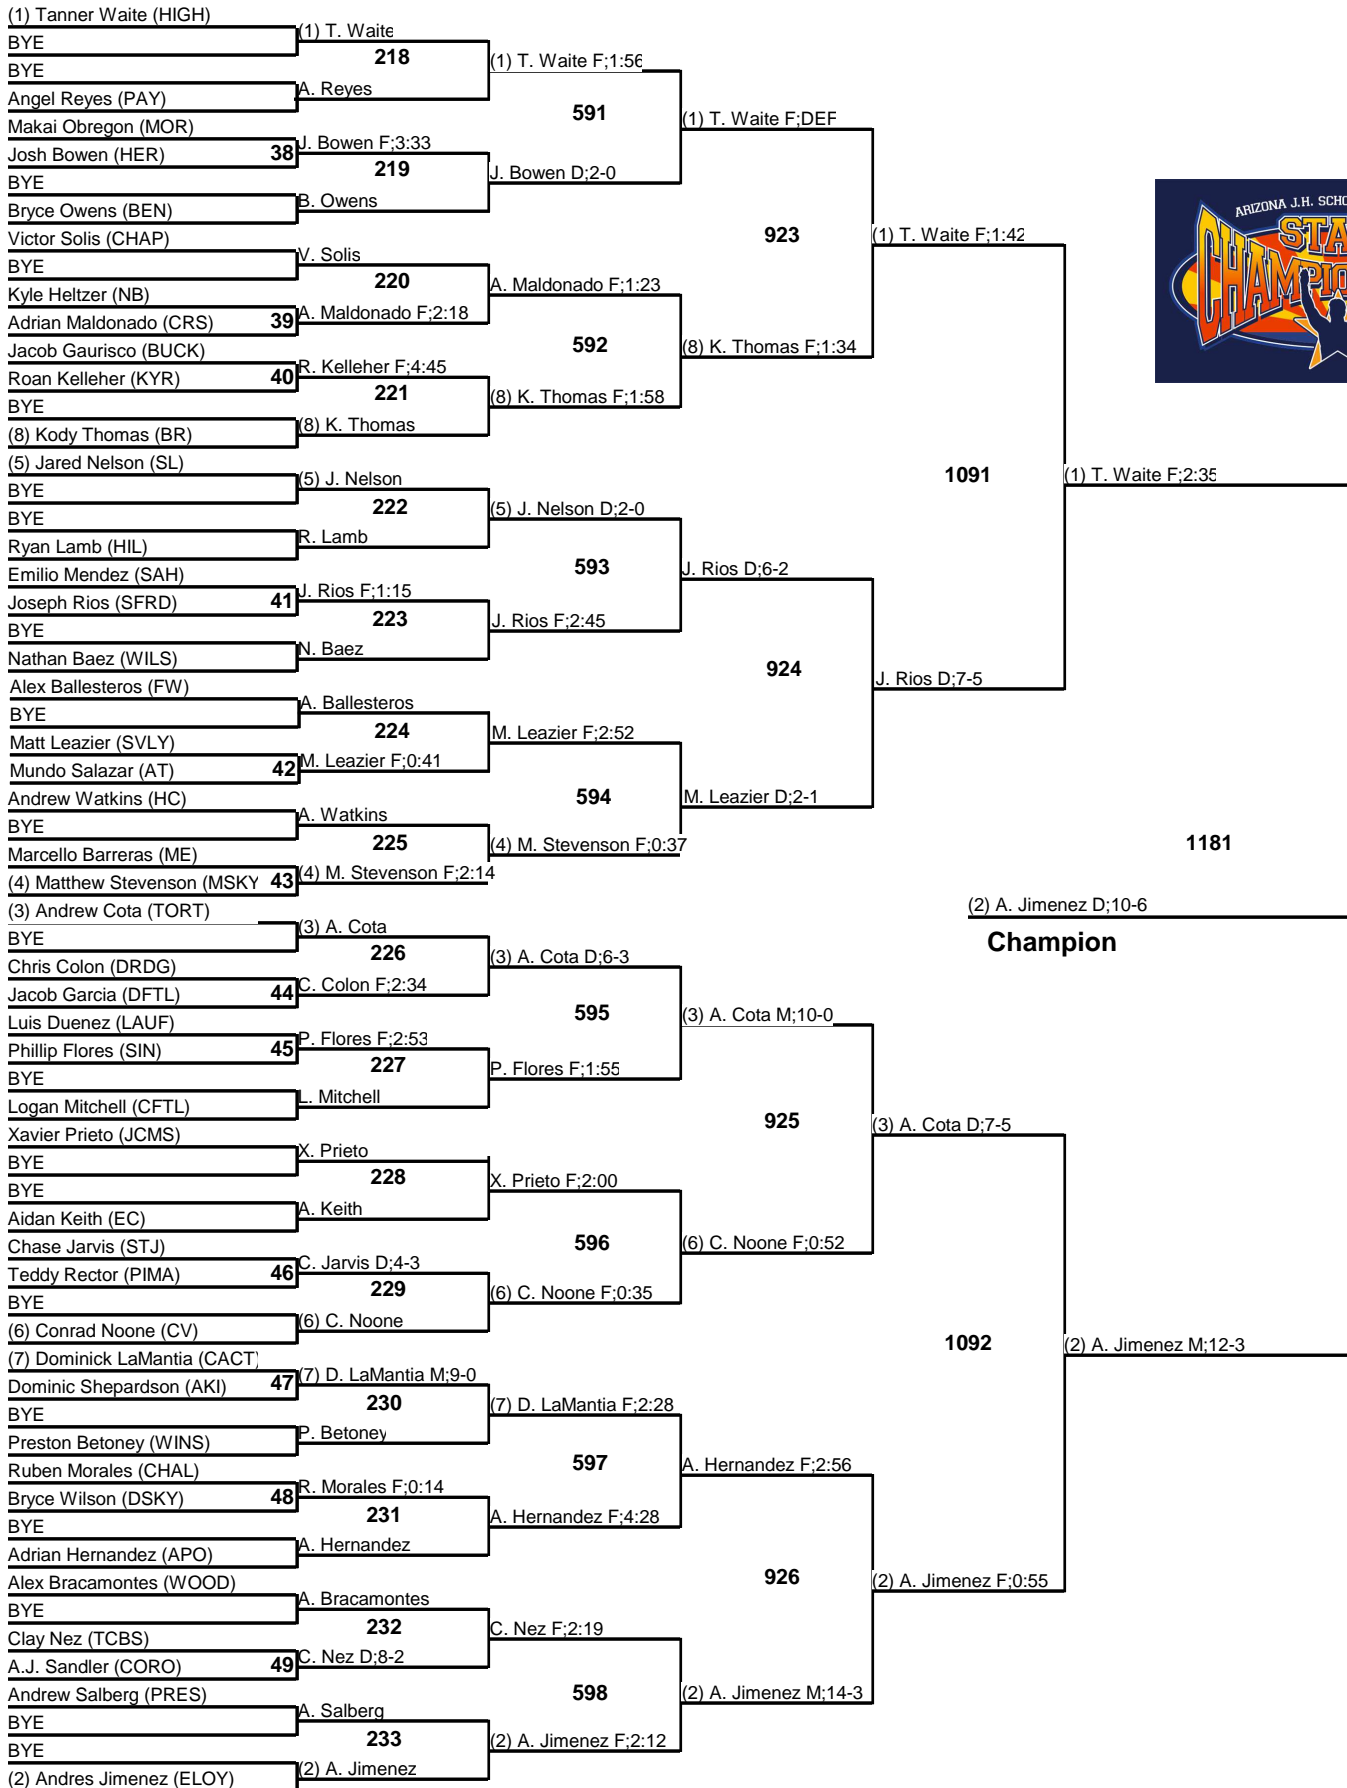 (1) Tanner Waite (HIGH)
BYE
BYE
Angel Reyes (PAY)
Makai Obregon (MOR)
Josh Bowen (HER)
BYE
Bryce Owens (BEN)
Victor Solis (CHAP)
BYE
Kyle Heltzer (NB)
Adrian Maldonado (CRS)
Jacob Gaurisco (BUCK)
Roan Kelleher (KYR)
BYE
(8) Kody Thomas (BR)
(5) Jared Nelson (SL)
BYE
BYE
Ryan Lamb (HIL)
Emilio Mendez (SAH)
Joseph Rios (SFRD)
BYE
Nathan Baez (WILS)
Alex Ballesteros (FW)
BYE
Matt Leazier (SVLY)
Mundo Salazar (AT)
Andrew Watkins (HC)
BYE
Marcello Barreras (ME)
(4) Matthew Stevenson (MSKY
(3) Andrew Cota (TORT)
BYE
Chris Colon (DRDG)
Jacob Garcia (DFTL)
Luis Duenez (LAUF)
Phillip Flores (SIN)
BYE
Logan Mitchell (CFTL)
Xavier Prieto (JCMS)
BYE
BYE
Aidan Keith (EC)
Chase Jarvis (STJ)
Teddy Rector (PIMA)
BYE
(6) Conrad Noone (CV)
(7) Dominick LaMantia (CACT)
Dominic Shepardson (AKI)
BYE
Preston Betoney (WINS)
Ruben Morales (CHAL)
Bryce Wilson (DSKY)
BYE
Adrian Hernandez (APO)
Alex Bracamontes (WOOD)
BYE
Clay Nez (TCBS)
A.J. Sandler (CORO)
Andrew Salberg (PRES)
BYE
BYE
(2) Andres Jimenez (ELOY)
38
39
40
41
42
43
44
45
46
47
48
49
(1) T. Waite
218
A. Reyes
J. Bowen F;3:33
219
B. Owens
V. Solis
220
A. Maldonado F;2:18
R. Kelleher F;4:45
221
(8) K. Thomas
(5) J. Nelson
222
R. Lamb
J. Rios F;1:15
223
N. Baez
A. Ballesteros
224
M. Leazier F;0:41
A. Watkins
225
(4) M. Stevenson F;2:14
(3) A. Cota
226
C. Colon F;2:34
P. Flores F;2:53
227
L. Mitchell
X. Prieto
228
A. Keith
C. Jarvis D;4-3
229
(6) C. Noone
(7) D. LaMantia M;9-0
230
P. Betoney
R. Morales F;0:14
231
A. Hernandez
A. Bracamontes
232
C. Nez D;8-2
A. Salberg
233
(2) A. Jimenez
(1) T. Waite F;1:56
591
J. Bowen D;2-0
A. Maldonado F;1:23
592
(8) K. Thomas F;1:58
(5) J. Nelson D;2-0
593
J. Rios F;2:45
M. Leazier F;2:52
594
(4) M. Stevenson F;0:37
(3) A. Cota D;6-3
595
P. Flores F;1:55
X. Prieto F;2:00
596
(6) C. Noone F;0:35
(7) D. LaMantia F;2:28
597
A. Hernandez F;4:28
C. Nez F;2:19
598
(2) A. Jimenez F;2:12
(1) T. Waite F;DEF
923
(8) K. Thomas F;1:34
J. Rios D;6-2
924
M. Leazier D;2-1
(3) A. Cota M;10-0
925
(6) C. Noone F;0:52
A. Hernandez F;2:56
926
(2) A. Jimenez M;14-3
(1) T. Waite F;1:42
1091
J. Rios D;7-5
(3) A. Cota D;7-5
1092
(2) A. Jimenez F;0:55
(1) T. Waite F;2:35
1181
(2) A. Jimenez M;12-3
(2) A. Jimenez D;10-6
Champion
ARIZONA J.H. SCHO
STA
CHAMPIO